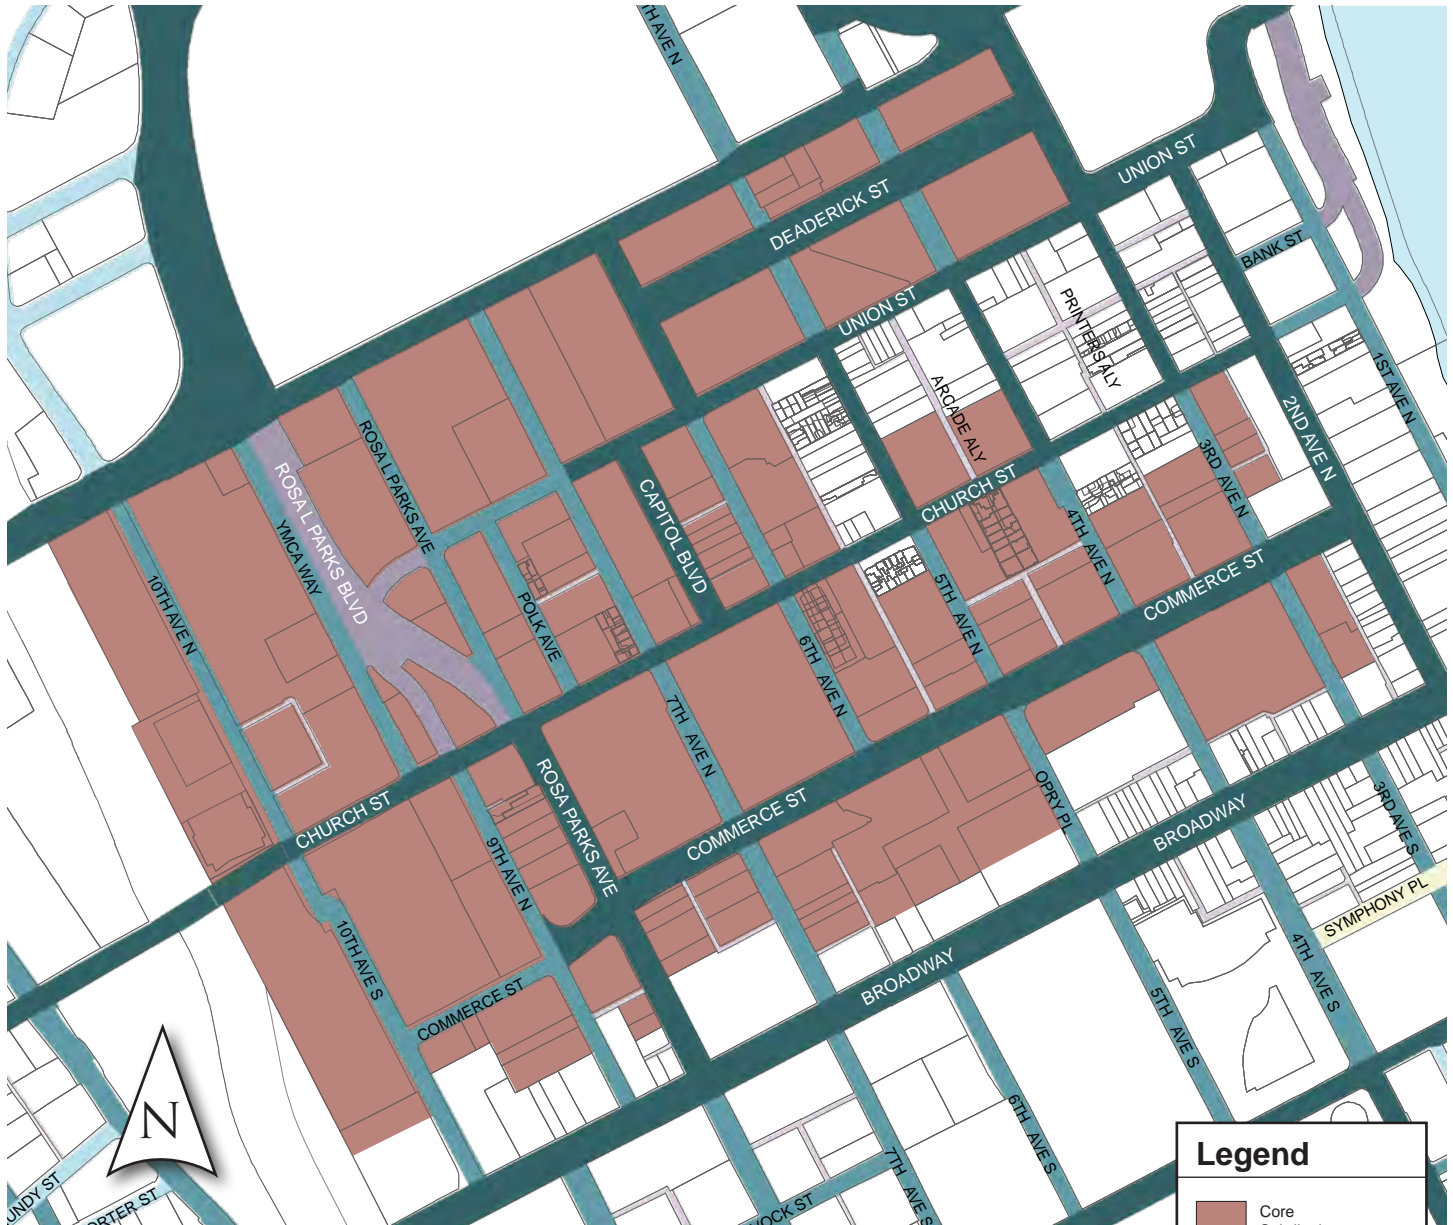 UNION ST
DEADERICK ST
BANK ST
UNION ST
PRINTERS ALY
1ST AVE N
ARCADE ALY
2ND AVE N
ROSA L PARKS AVE
3RD AVE N
CHURCH ST
ROSA L PARKS BLVD
CAPITOL BLVD
YMCA WAY
4TH AVE N
COMMERCE ST
10TH AVE N
5TH AVE N
POLK AVE
6TH AVE N
7TH AVE N
ROSA PARKS AVE
OPRY PL
3RD AVE S
CHURCH ST
COMMERCE ST
BROADWAY
9TH AVE N
SYMPHONY PL
10TH AVE S
BROADWAY
4TH AVE S
COMMERCE ST
5TH AVE S
6TH AVE S
N
7TH AVE S
Legend
Core